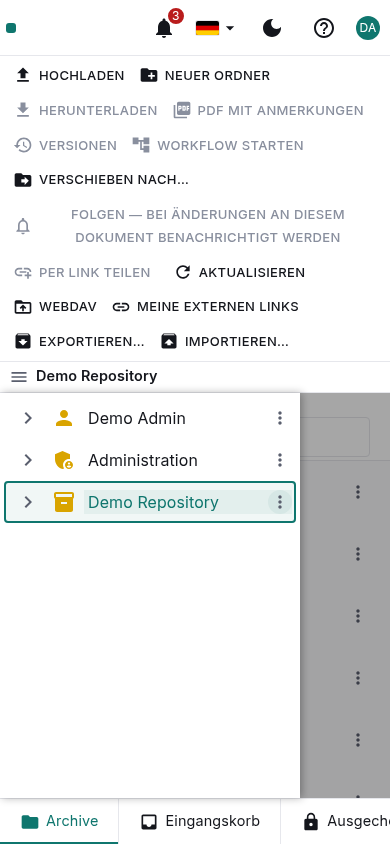 3
DA
HOCHLADEN NEUER ORDNER
HERUNTERLADEN PDF MIT ANMERKUNGEN
VERSIONEN WORKFLOW STARTEN
VERSCHIEBEN NACH...
FOLGEN — BEI ÄNDERUNGEN AN DIESEM
DOKUMENT BENACHRICHTIGT WERDEN
PER LINK TEILEN AKTUALISIEREN
WEBDAV MEINE EXTERNEN LINKS
EXPORTIEREN... IMPORTIEREN...
Demo Repository
Demo Admin
Administration
Demo Repository
Archive Eingangskorb Ausgeche